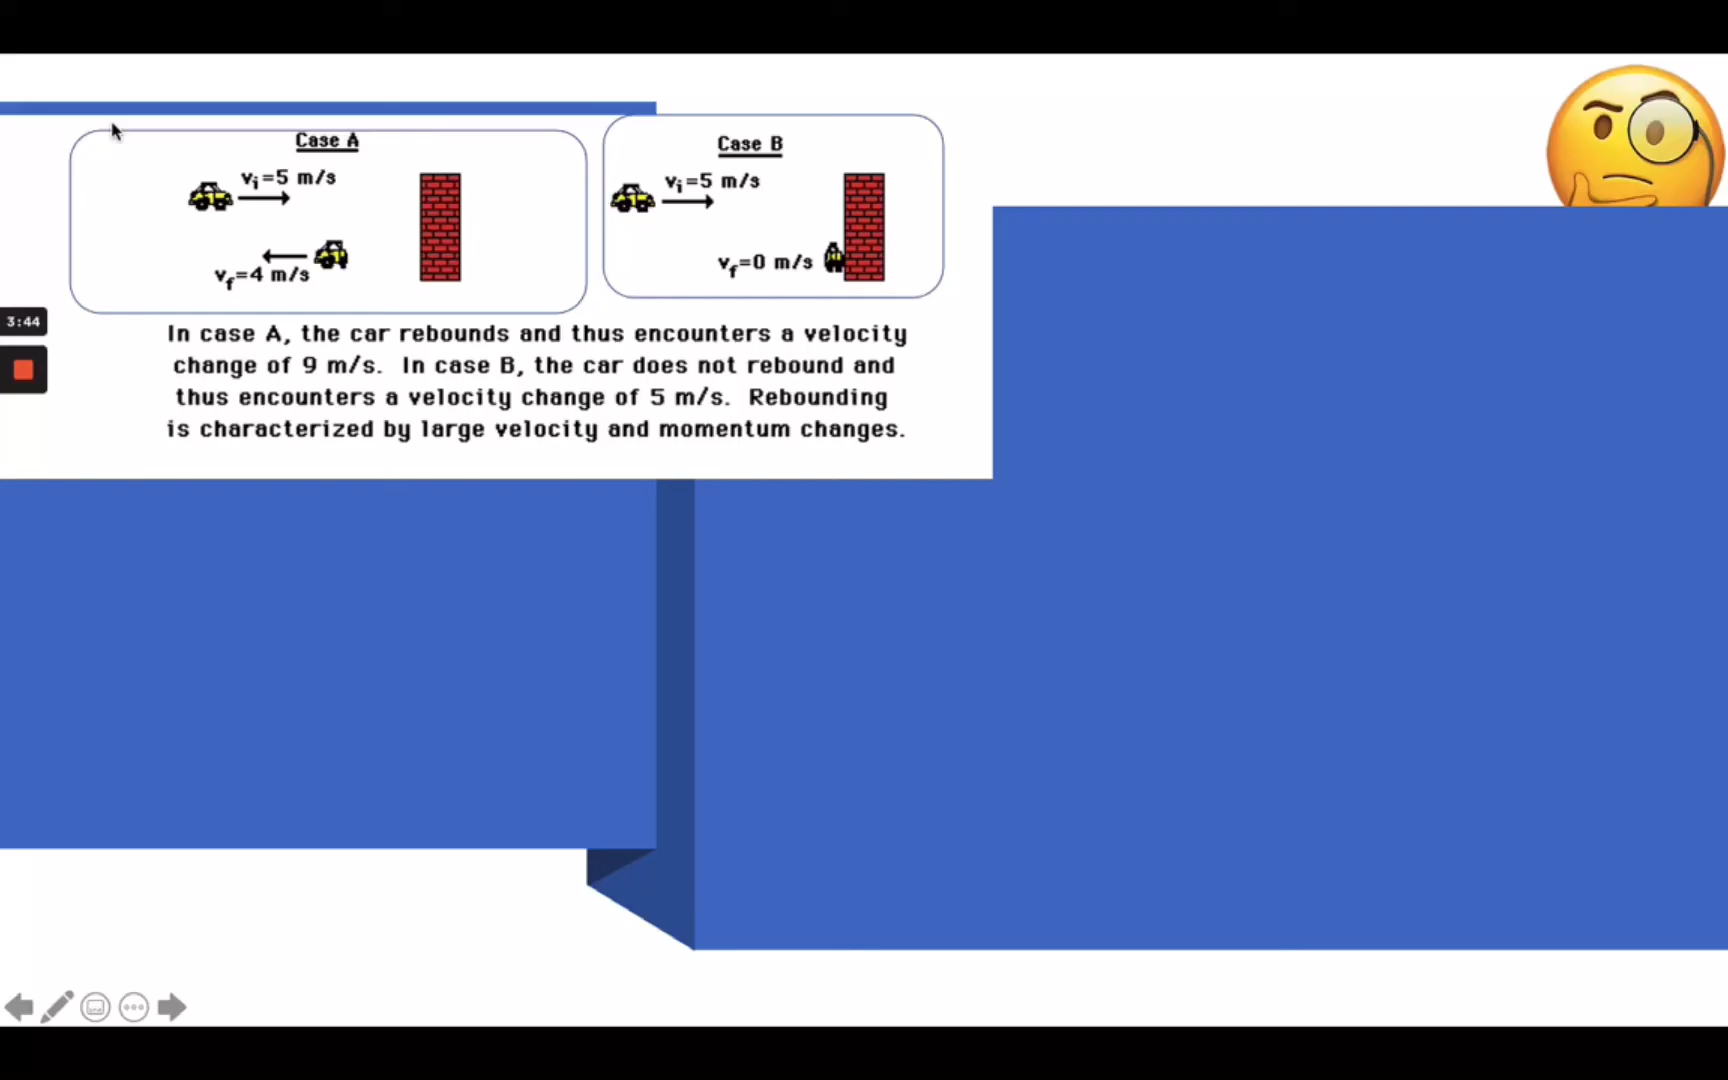 Case A
vi=5 m/s
vf=4 m/s
Case B
vi=5 m/s
vf=0 m/s
3:44
In case A, the car rebounds and thus encounters a velocity
change of 9 m/s. In case B, the car does not rebound and
thus encounters a velocity change of 5 m/s. Rebounding
is characterized by large velocity and momentum changes.